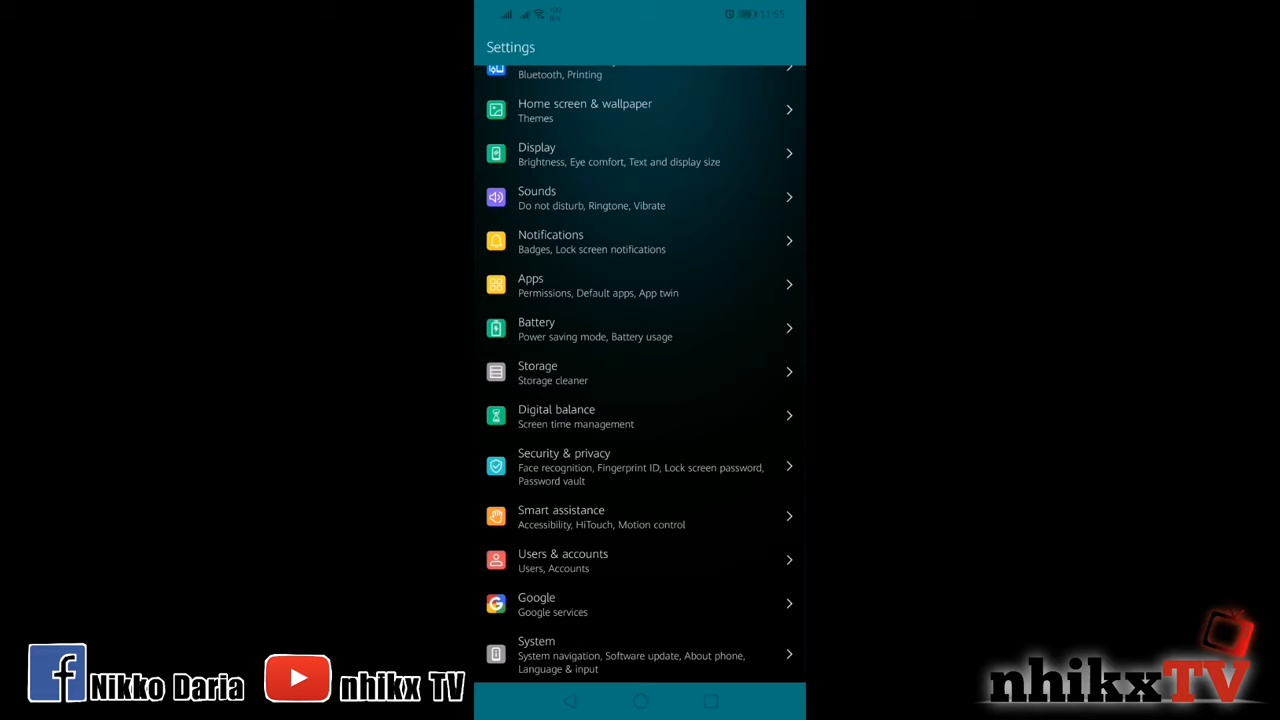 11:55
Settings
Bluetooth, Printing
Home screen & wallpaper
Themes
Display
Brightness, Eye comfort, Text and display size
Sounds
Do not disturb, Ringtone, Vibrate
Notifications
Badges, Lock screen notifications
Apps
Permissions, Default apps, App twin
Battery
Power saving mode, Battery usage
Storage
Storage cleaner
Digital balance
Screen time management
Security & privacy
Face recognition, Fingerprint ID, Lock screen password,
Password vault
Smart assistance
Accessibility, HiTouch, Motion control
Users & accounts
Users, Accounts
Google
Google services
System
System navigation, Software update, About phone,
Language & input
Nikko Daria
nhikx TV
nhikxTV